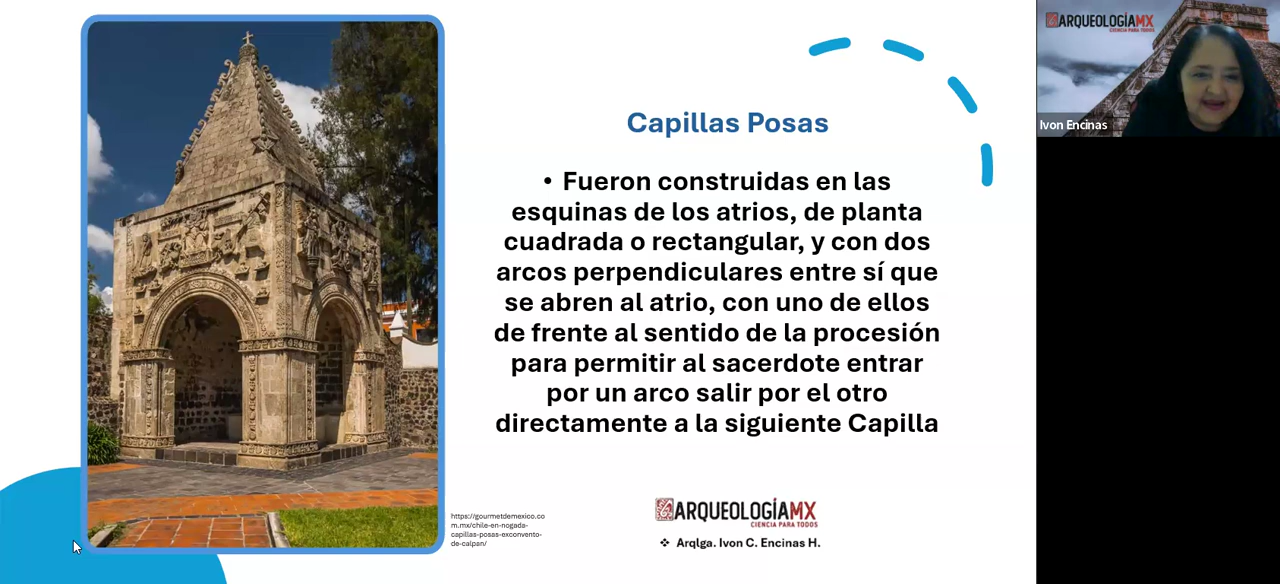 Capillas Posas
• Fueron construidas en las
esquinas de los atrios, de planta
cuadrada o rectangular, y con dos
arcos perpendiculares entre sí que
se abren al atrio, con uno de ellos
de frente al sentido de la procesión
para permitir al sacerdote entrar
por un arco salir por el otro
directamente a la siguiente Capilla
https://gourmetdemexico.co
m.mx/chile-en-nogada-
capillas-posas-exconvento-
de-calpan/
ARQUEOLOGÍAMX
CIENCIA PARA TODOS
❖ Arqlga. Ivon C. Encinas H.
ARQUEOLOGÍAMX
CIENCIA PARA TODOS
Ivon Encinas